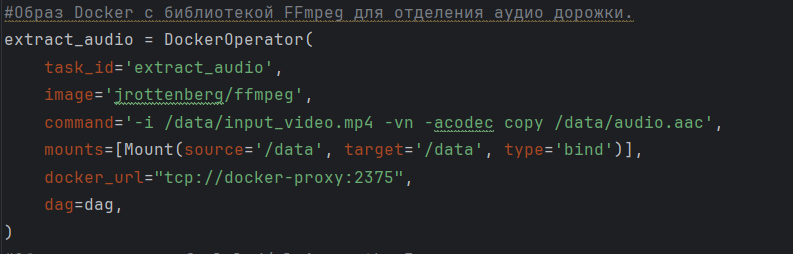 #Образ Docker с библиотекой FFmpeg для отделения аудио дорожки.
extract_audio = DockerOperator(
    task_id='extract_audio',
    image='jrottenberg/ffmpeg',
    command='-i /data/input_video.mp4 -vn -acodec copy /data/audio.aac',
    mounts=[Mount(source='/data', target='/data', type='bind')],
    docker_url="tcp://docker-proxy:2375",
    dag=dag,
)